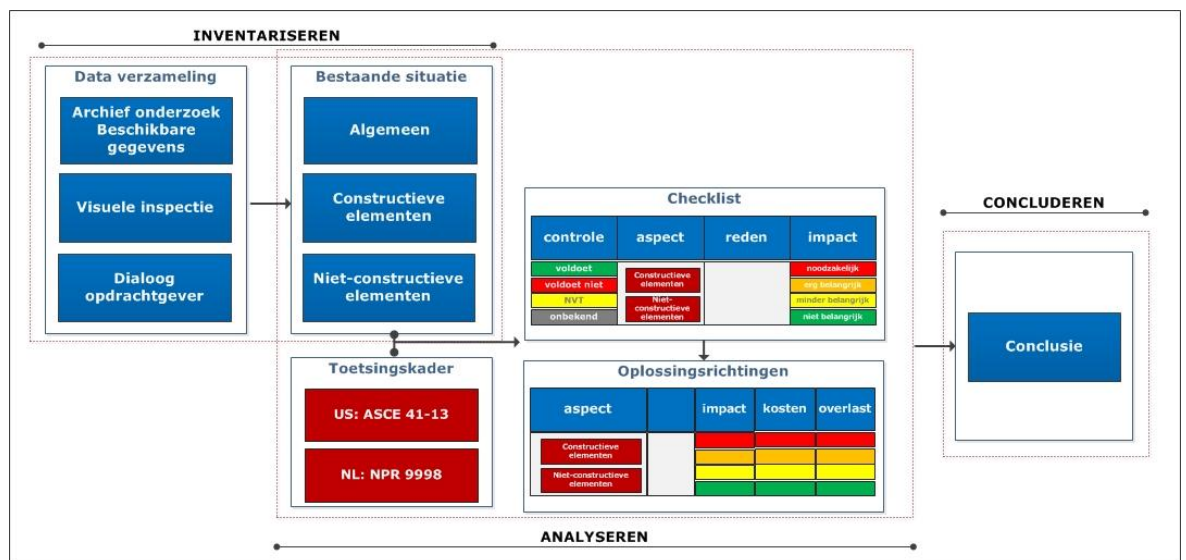 INVENTARISEREN
Data verzameling
Archief onderzoek
Beschikbare
gegevens
Visuele inspectie
Dialoog
opdrachtgever
Bestaande situatie
Algemeen
Constructieve
elementen
Niet-constructieve
elementen
Toetsingskader
US: ASCE 41-13
NL: NPR 9998
Checklist
controle aspect reden impact
voldoet
voldoet niet
NVT
onbekend
Constructieve
elementen
Niet-
constructieve
elementen
noodzakelijk
erg belangrijk
minder belangrijk
niet belangrijk
Oplossingsrichtingen
aspect impact kosten overlast
Constructieve
elementen
Niet-constructieve
elementen
ANALYSEREN
CONCLUDEREN
Conclusie